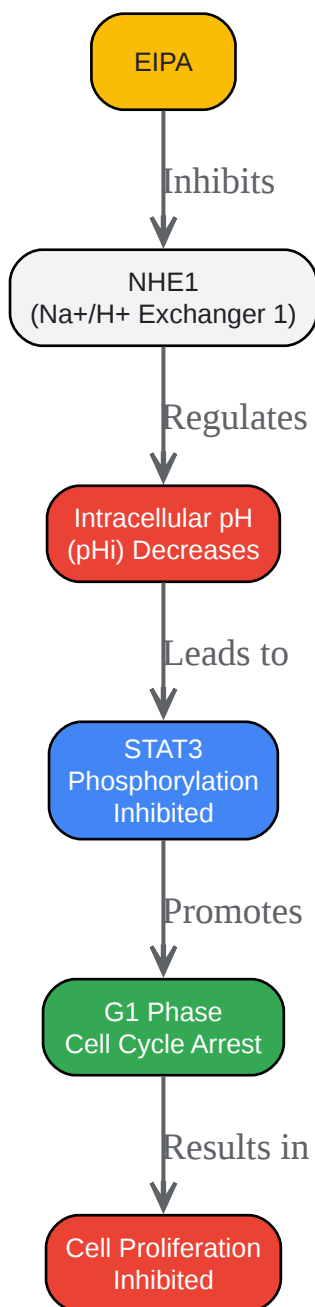 EIPA
Inhibits
NHE1
(Na+/H+ Exchanger 1)
Regulates
Intracellular pH
(pHi) Decreases
Leads to
STAT3
Phosphorylation
Inhibited
Promotes
G1 Phase
Cell Cycle Arrest
Results in
Cell Proliferation
Inhibited